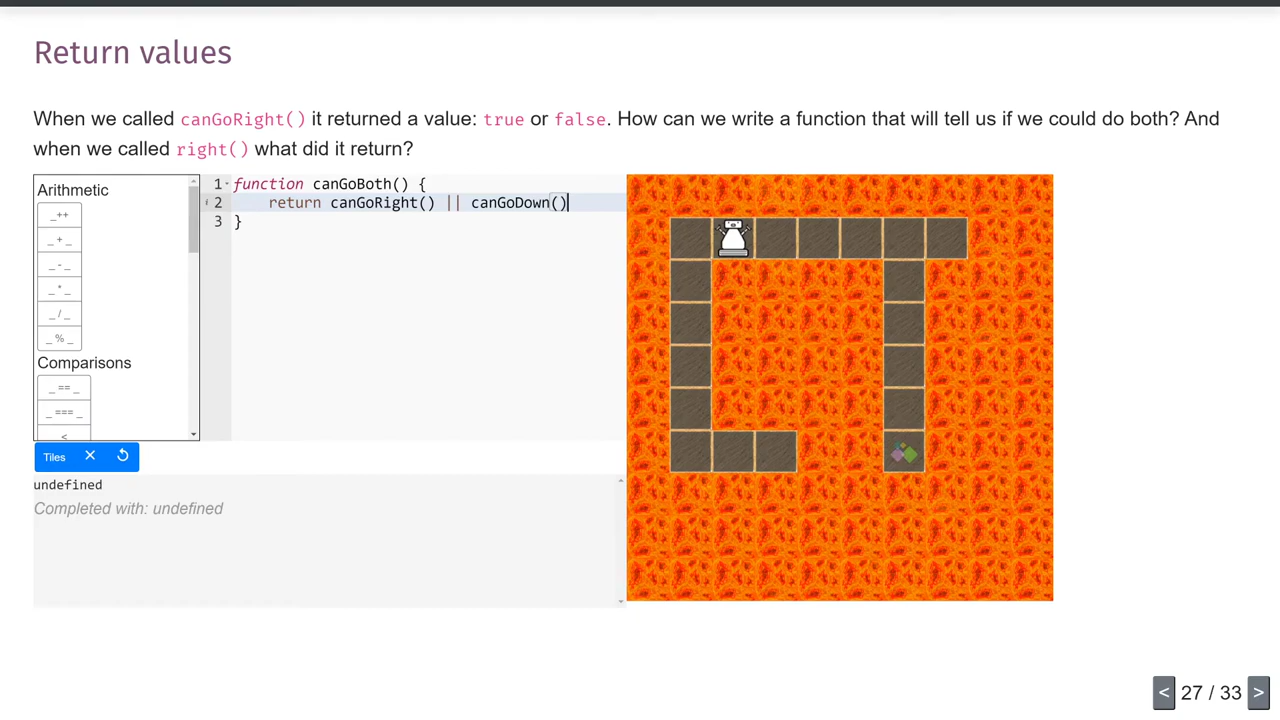 Return values
When we called canGoRight() it returned a value: true or false. How can we write a function that will tell us if we could do both? And
when we called right() what did it return?
Arithmetic
_++
_ + _
_ - _
_ * _
_ / _
_ % _
Comparisons
_ == _
_ === _
<
1 function canGoBoth() {
i 2 return canGoRight() || canGoDown()
3 }
Tiles
undefined
Completed with: undefined
< 27 / 33 >